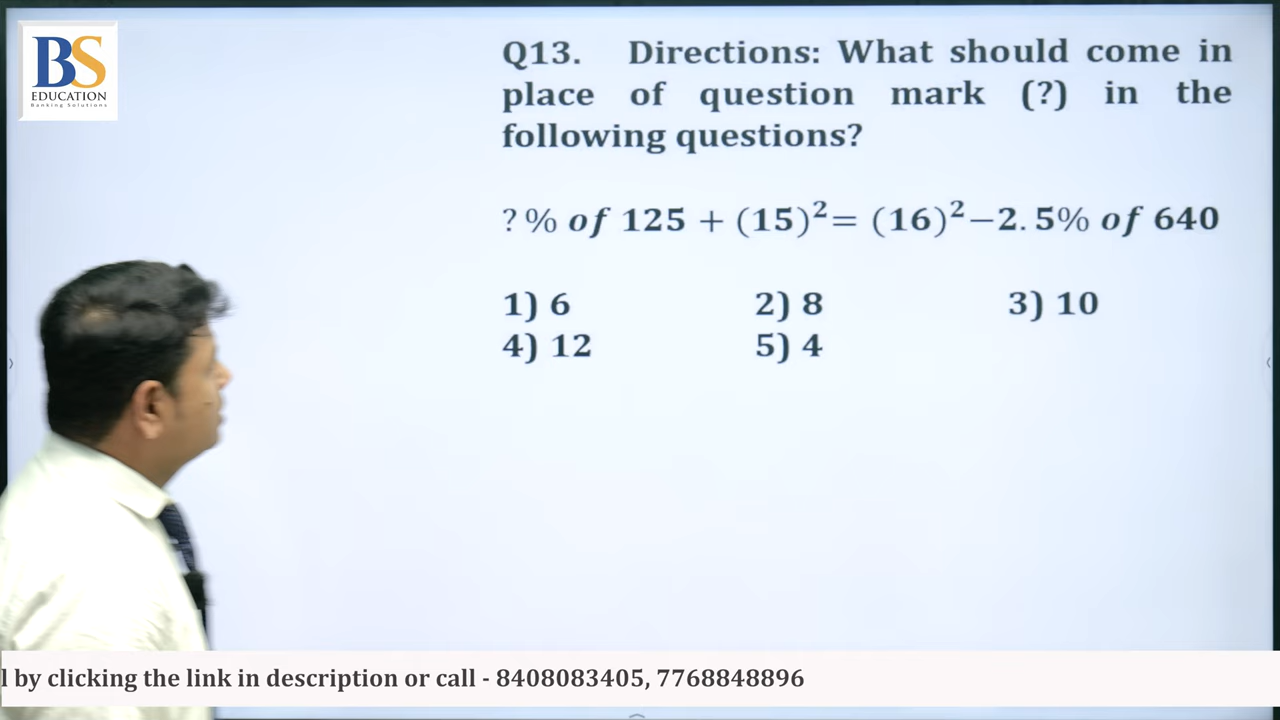 BS
EDUCATION
Banking Solutions
Q13. Directions: What should come in
place of question mark (?) in the
following questions?
? % of 125 + (15)²= (16)²−2. 5% of 640
1) 6 2) 8 3) 10
4) 12 5) 4
l by clicking the link in description or call - 8408083405, 7768848896